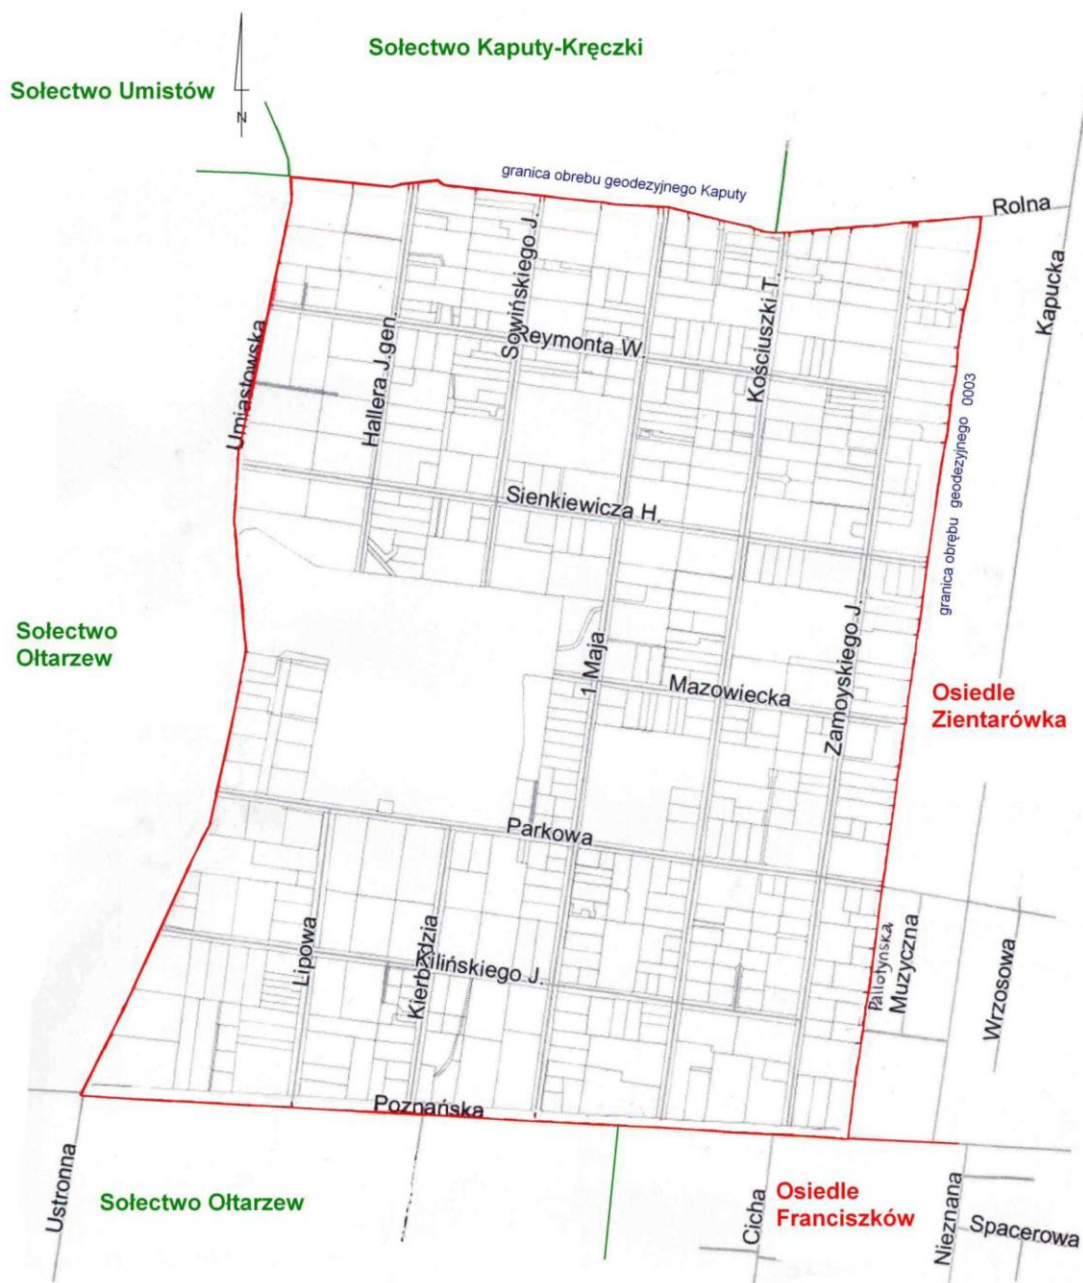 Sołectwo Kaputy-Kręczki
Sołectwo Umistów
N
granica obrebu geodezyjnego Kaputy
Rolna
Kapucka
Sowińskiego J.
Kościuszki T.
Reymonta W.
Hallera J.gen.
Umiastowska
granica obrębu geodezyjnego 0003
Sienkiewicza H.
Sołectwo
Ołtarzew
1 Maja
Mazowiecka
Zamoyskiego J.
Osiedle
Zientarówka
Parkowa
Lipowa
Kierbedzia
Kilińskiego J.
Pallotyńska
Muzyczna
Wrzosowa
Poznańska
Ustronna
Sołectwo Ołtarzew
Cicha
Osiedle
Franciszków
Nieznana
Spacerowa